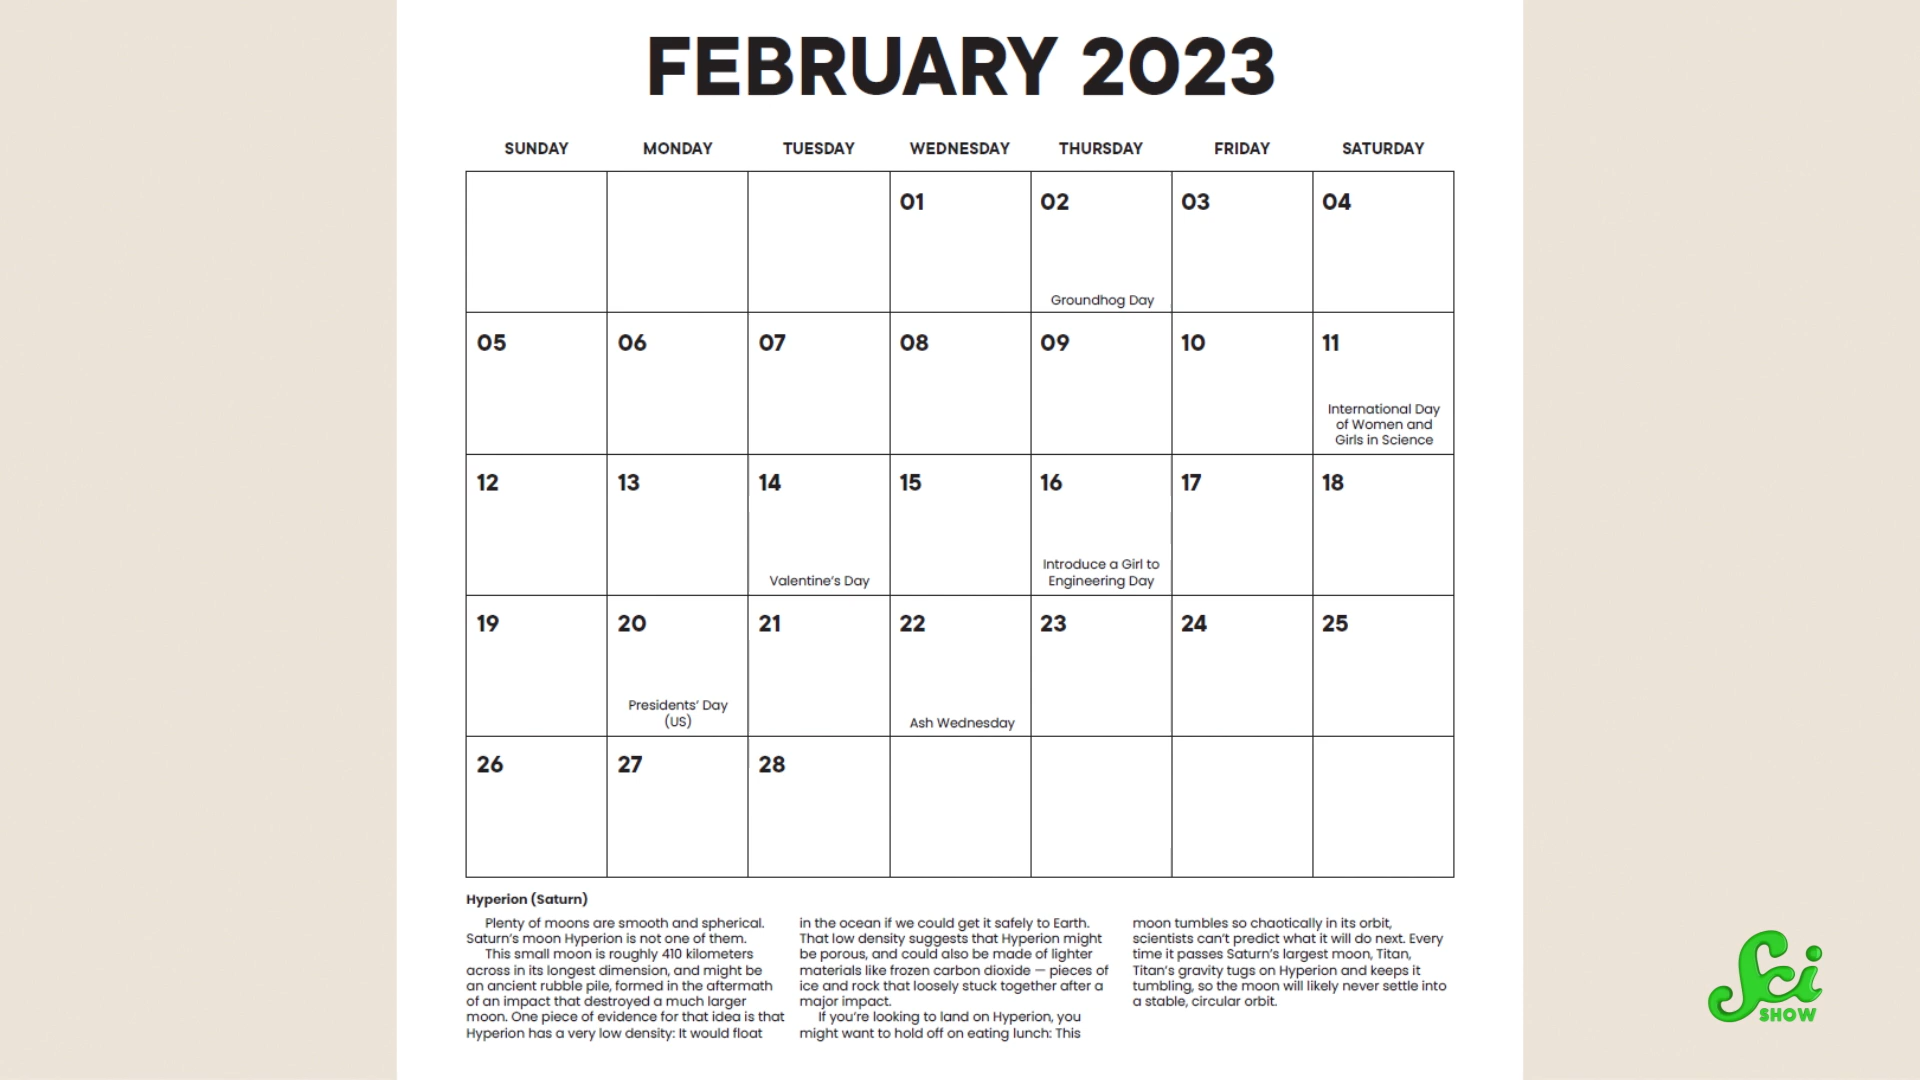 FEBRUARY 2023
SUNDAY MONDAY TUESDAY WEDNESDAY THURSDAY FRIDAY SATURDAY
01 02 03 04
Groundhog Day
05 06 07 08 09 10 11
International Day
of Women and
Girls in Science
12 13 14 15 16 17 18
Valentine's Day
Introduce a Girl to
Engineering Day
19 20 21 22 23 24 25
Presidents' Day
(US)
Ash Wednesday
26 27 28
Hyperion (Saturn)
Plenty of moons are smooth and spherical.
Saturn's moon Hyperion is not one of them.
This small moon is roughly 410 kilometers
across in its longest dimension, and might be
an ancient rubble pile, formed in the aftermath
of an impact that destroyed a much larger
moon. One piece of evidence for that idea is that
Hyperion has a very low density: It would float
in the ocean if we could get it safely to Earth.
That low density suggests that Hyperion might
be porous, and could also be made of lighter
materials like frozen carbon dioxide — pieces of
ice and rock that loosely stuck together after a
major impact.
If you're looking to land on Hyperion, you
might want to hold off on eating lunch: This
moon tumbles so chaotically in its orbit,
scientists can't predict what it will do next. Every
time it passes Saturn's largest moon, Titan,
Titan's gravity tugs on Hyperion and keeps it
tumbling, so the moon will likely never settle into
a stable, circular orbit.
Sci
SHOW